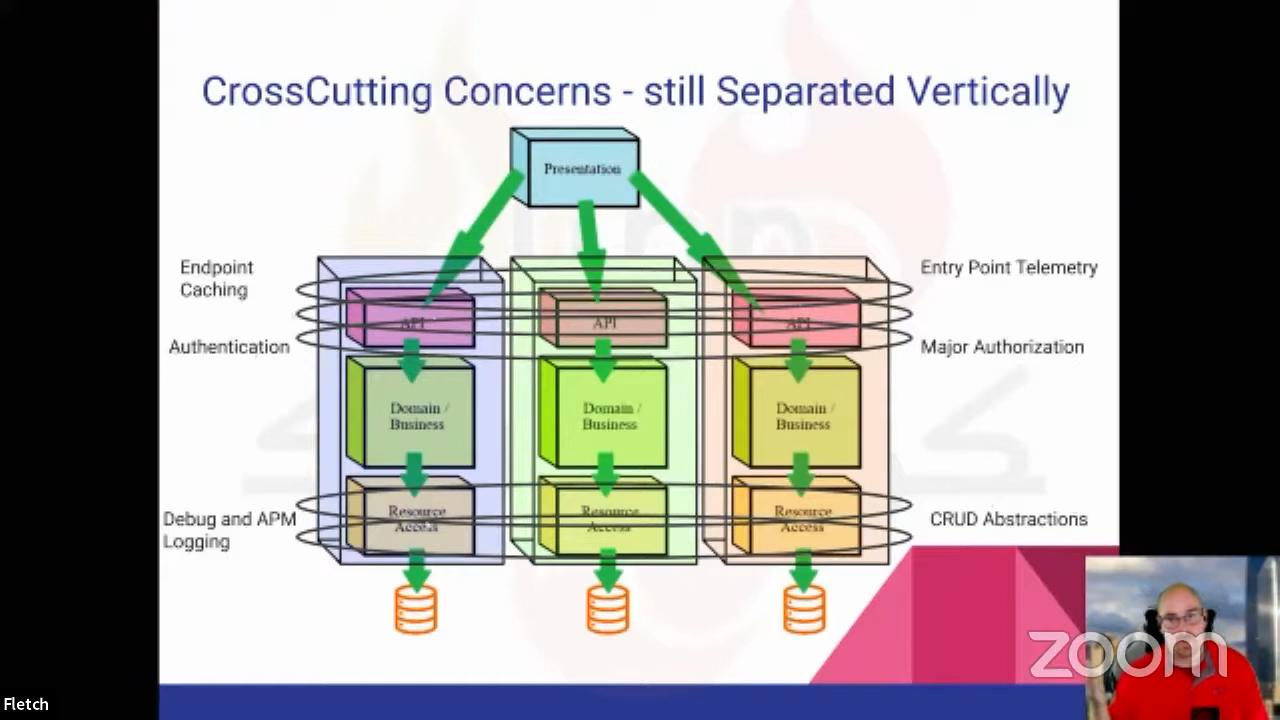 CrossCutting Concerns - still Separated Vertically
Presentation
Endpoint
Caching
Entry Point Telemetry
API
API
API
Authentication
Major Authorization
Domain /
Business
Domain /
Business
Domain /
Business
Debug and APM
Logging
Resource
Access
Resource
Access
Resource
Access
CRUD Abstractions
zoom
Fletch